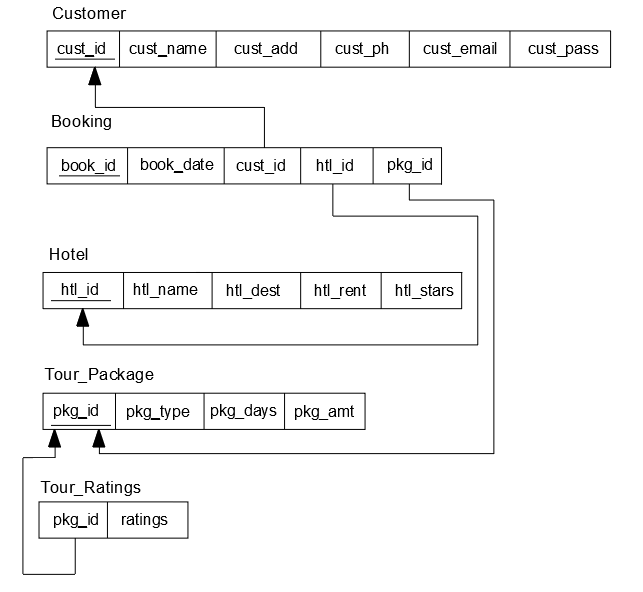 Customer
cust_id cust_name cust_add cust_ph cust_email cust_pass
Booking
book_id book_date cust_id htl_id pkg_id
Hotel
htl_id htl_name htl_dest htl_rent htl_stars
Tour_Package
pkg_id pkg_type pkg_days pkg_amt
Tour_Ratings
pkg_id ratings